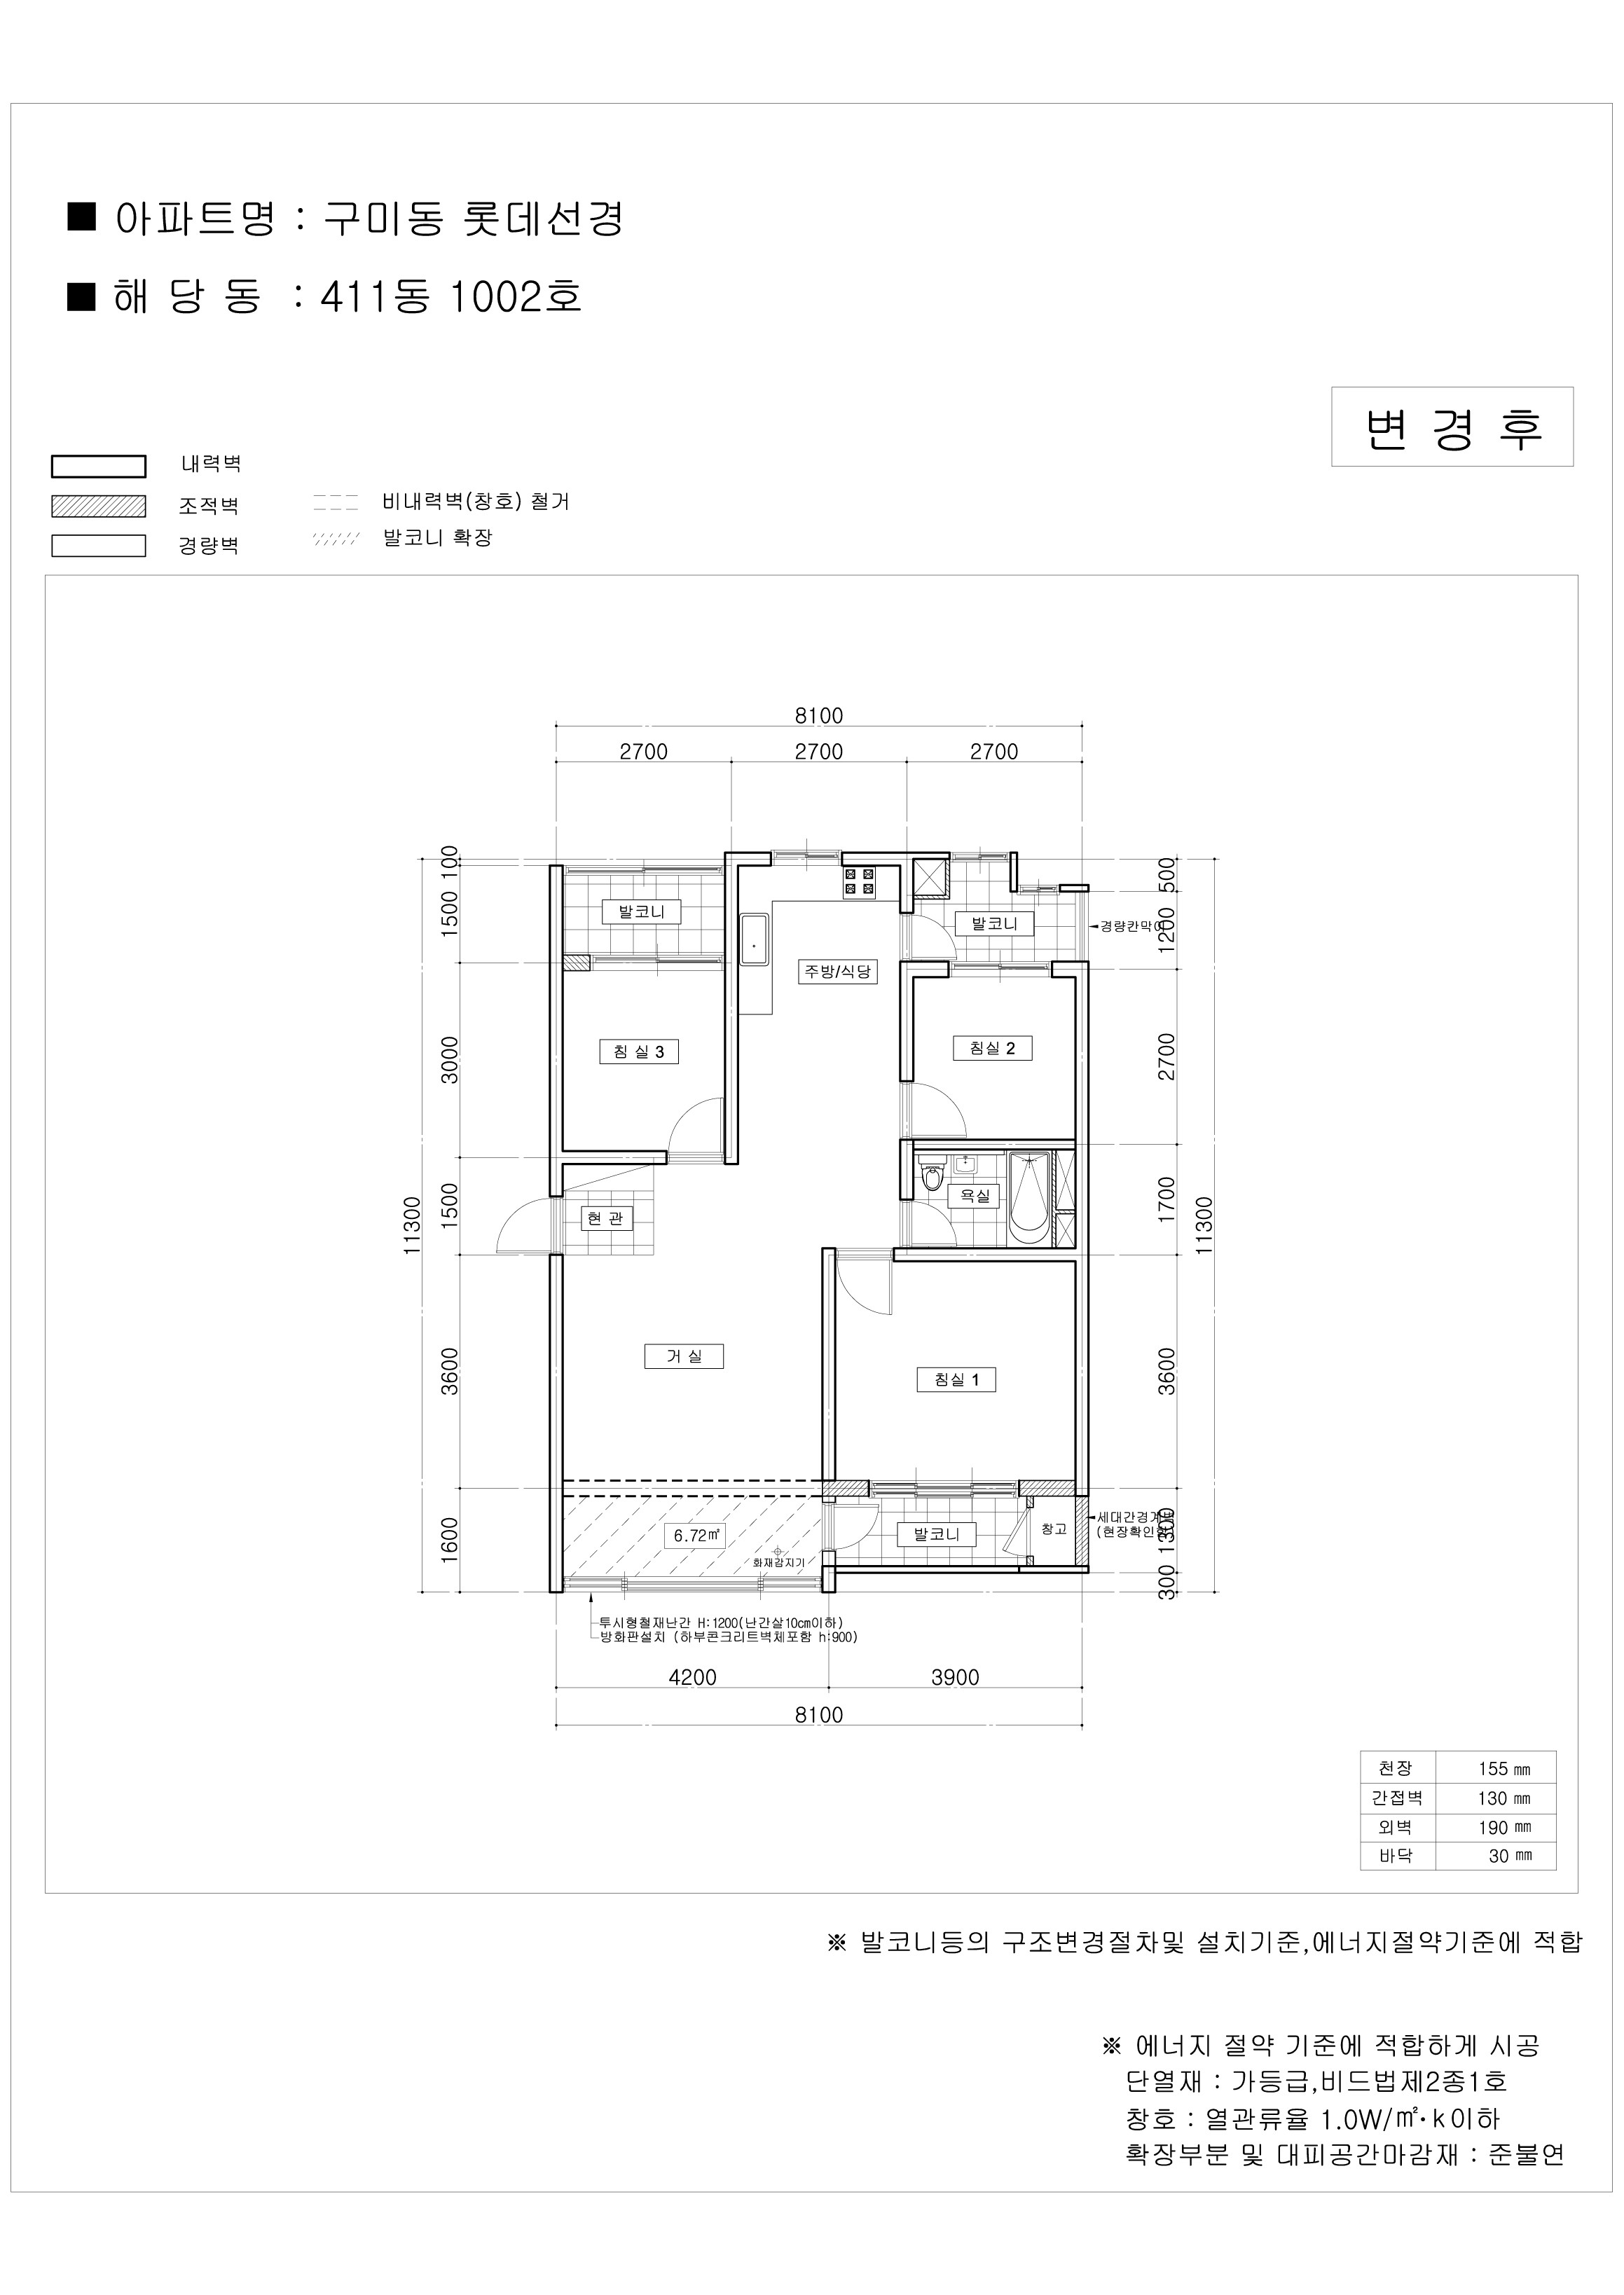 ■ 아파트명 : 구미동 롯데선경
■ 해 당 동 : 411동 1002호
변 경 후
내력벽
조적벽
경량벽
비내력벽(창호) 철거
발코니 확장
8100
2700 2700 2700
100
1500
3000
1500
3600
1600
11300
500
1200
2700
1700
3600
1300
300
11300
발코니
발코니
경량칸막이
주방/식당
침 실 3
침실 2
욕실
현 관
거 실
침실 1
6.72㎡
화재감지기
발코니
창고
세대간경계벽
(현장확인함)
투시형철재난간 H:1200(난간살10cm이하)
방화판설치 (하부콘크리트벽체포함 h:900)
4200 3900
8100
천장 155 ㎜
간접벽 130 ㎜
외벽 190 ㎜
바닥 30 ㎜
※ 발코니등의 구조변경절차및 설치기준,에너지절약기준에 적합
※ 에너지 절약 기준에 적합하게 시공
단열재 : 가등급,비드법제2종1호
창호 : 열관류율 1.0W/㎡·k이하
확장부분 및 대피공간마감재 : 준불연